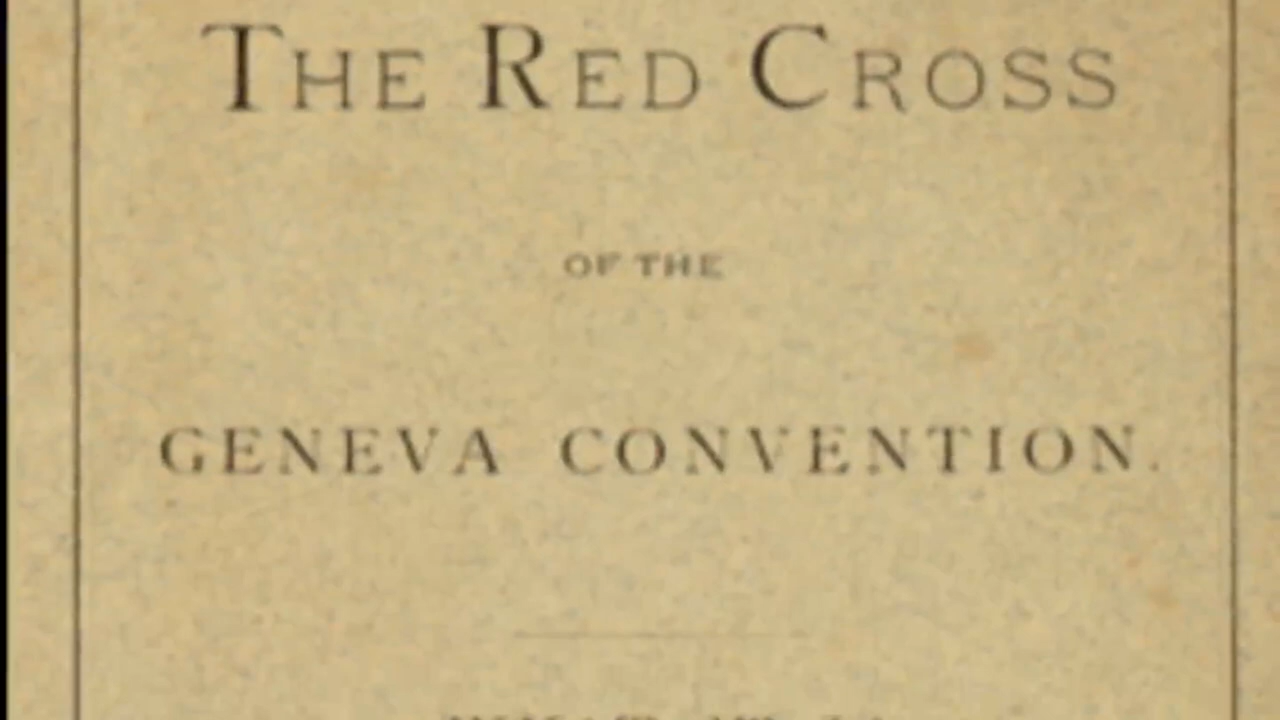 THE RED CROSS
OF THE
GENEVA CONVENTION.